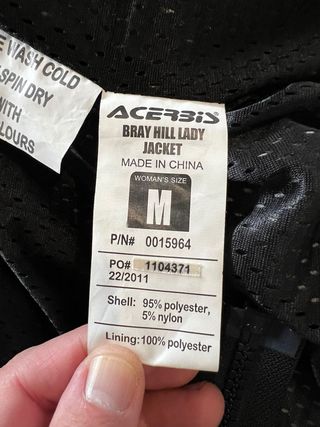 WASH COLD
SPIN DRY
WITH
COLOURS
ACERBIS
BRAY HILL LADY
JACKET
MADE IN CHINA
WOMAN'S SIZE
M
P/N# 0015964
PO# 1104371
22/2011
Shell: 95% polyester,
5% nylon
Lining: 100% polyester